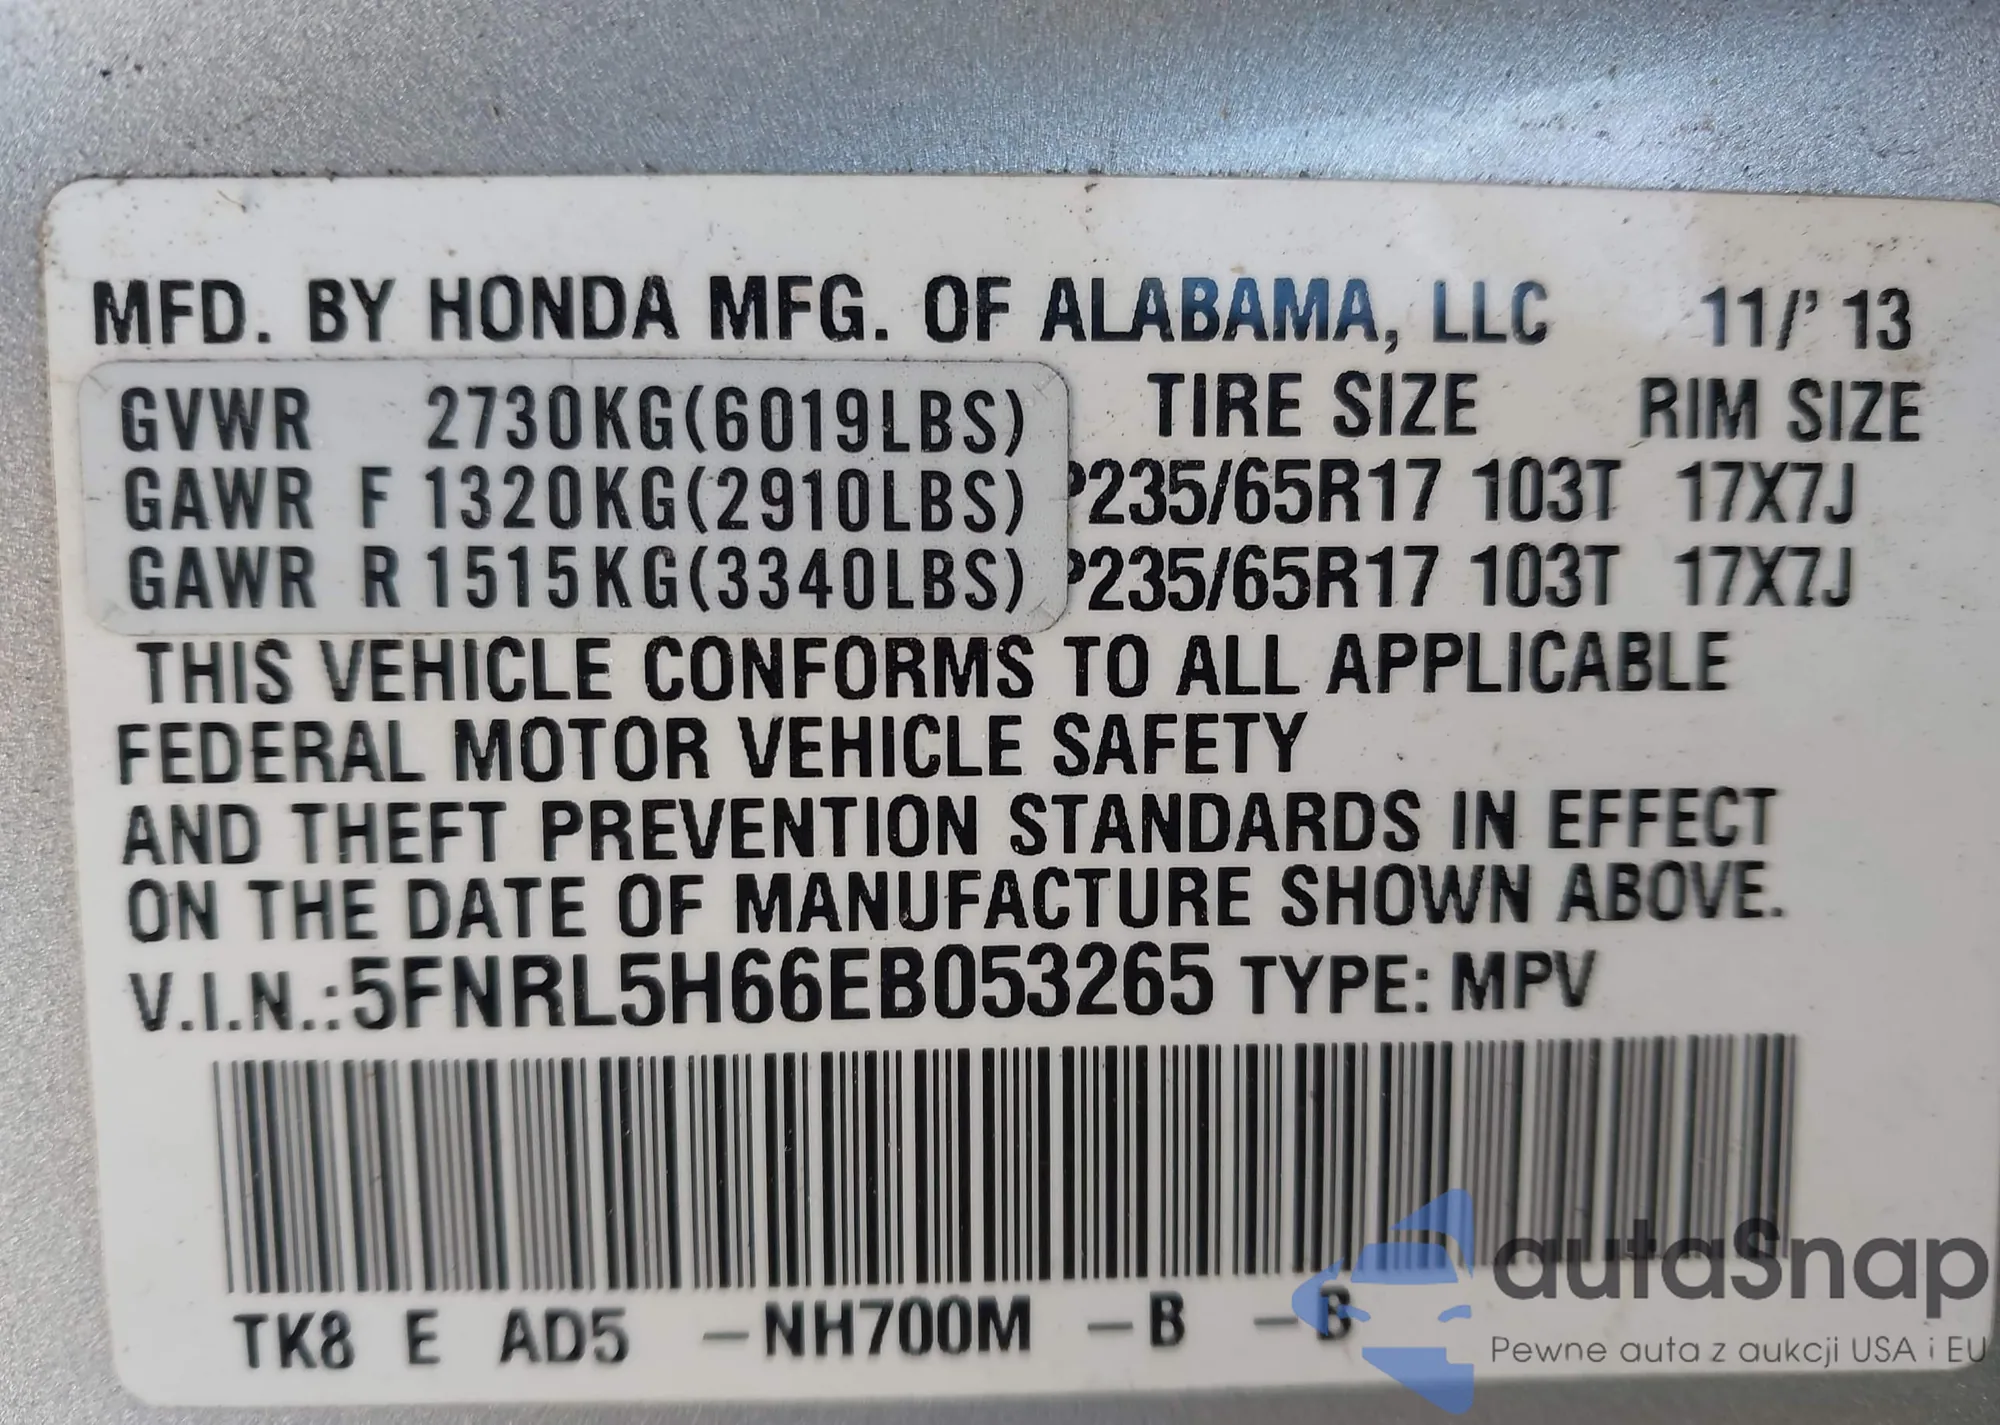 MFD. BY HONDA MFG. OF ALABAMA, LLC 11/'13
GVWR 2730KG(6019LBS) TIRE SIZE RIM SIZE
GAWR F 1320KG(2910LBS) P235/65R17 103T 17X7J
GAWR R 1515KG(3340LBS) P235/65R17 103T 17X7J
THIS VEHICLE CONFORMS TO ALL APPLICABLE
FEDERAL MOTOR VEHICLE SAFETY
AND THEFT PREVENTION STANDARDS IN EFFECT
ON THE DATE OF MANUFACTURE SHOWN ABOVE.
V.I.N.:5FNRL5H66EB053265 TYPE: MPV
TK8 E AD5 -NH700M -B -B
autaSnap
Pewne auta z aukcji USA i EU